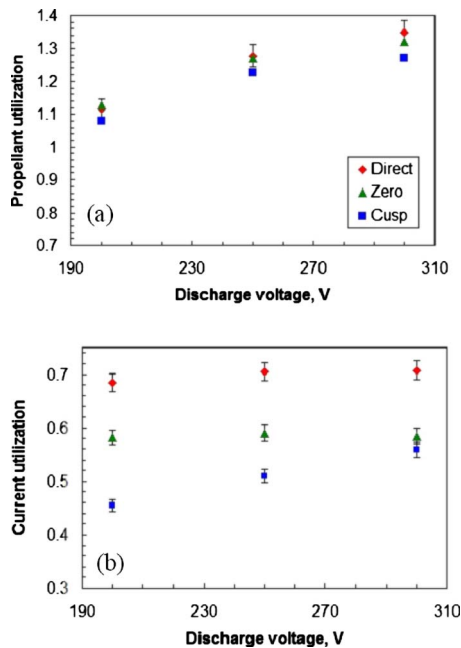 1.4
1.3
1.2
1.1
1
0.9
0.8
0.7
Propellant utilization
(a)
Direct
Zero
Cusp
190 230 270 310
Discharge voltage, V
0.7
0.6
0.5
0.4
0.3
Current utilization
(b)
190 230 270 310
Discharge voltage, V